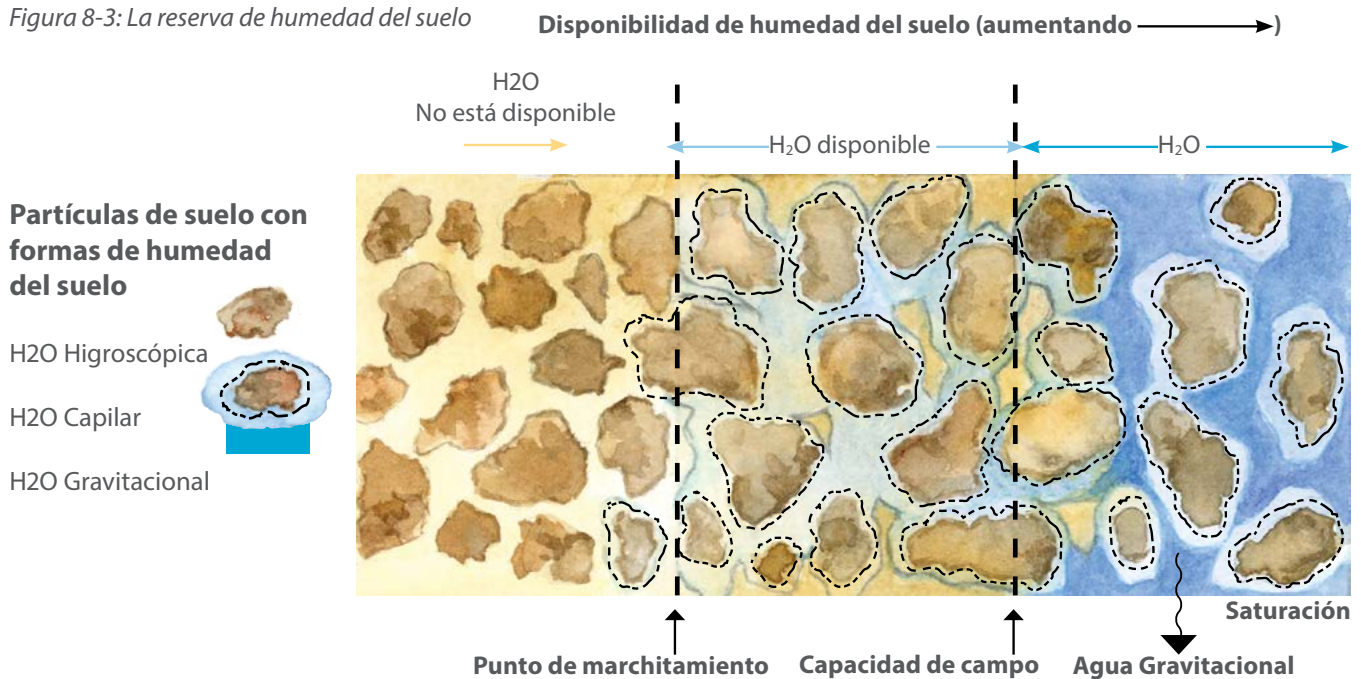 Figura 8-3: La reserva de humedad del suelo
Disponibilidad de humedad del suelo (aumentando )
H2O
No está disponible
H₂O disponible
H₂O
Partículas de suelo con
formas de humedad
del suelo
H2O Higroscópica
H2O Capilar
H2O Gravitacional
Saturación
Punto de marchitamiento
Capacidad de campo
Agua Gravitacional